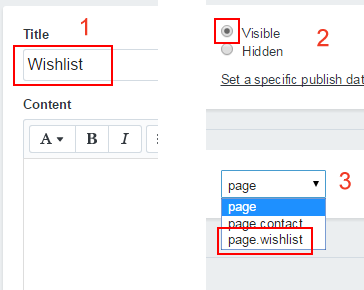 1
Title
Wishlist
Content
A B I
Visible
2
Hidden
Set a specific publish dat
3
page
page
page.contact
page.wishlist